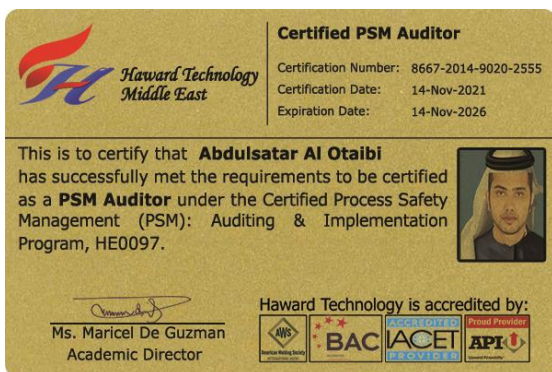 Haward Technology
Middle East
Certified PSM Auditor
Certification Number: 8667-2014-9020-2555
Certification Date: 14-Nov-2021
Expiration Date: 14-Nov-2026
This is to certify that Abdulsatar Al Otaibi
has successfully met the requirements to be certified
as a PSM Auditor under the Certified Process Safety
Management (PSM): Auditing & Implementation
Program, HE0097.
Ms. Maricel De Guzman
Academic Director
Haward Technology is accredited by:
AWS
American Welding Society
BAC
ACCREDITED
IACET
PROVIDER
Proud Provider
API